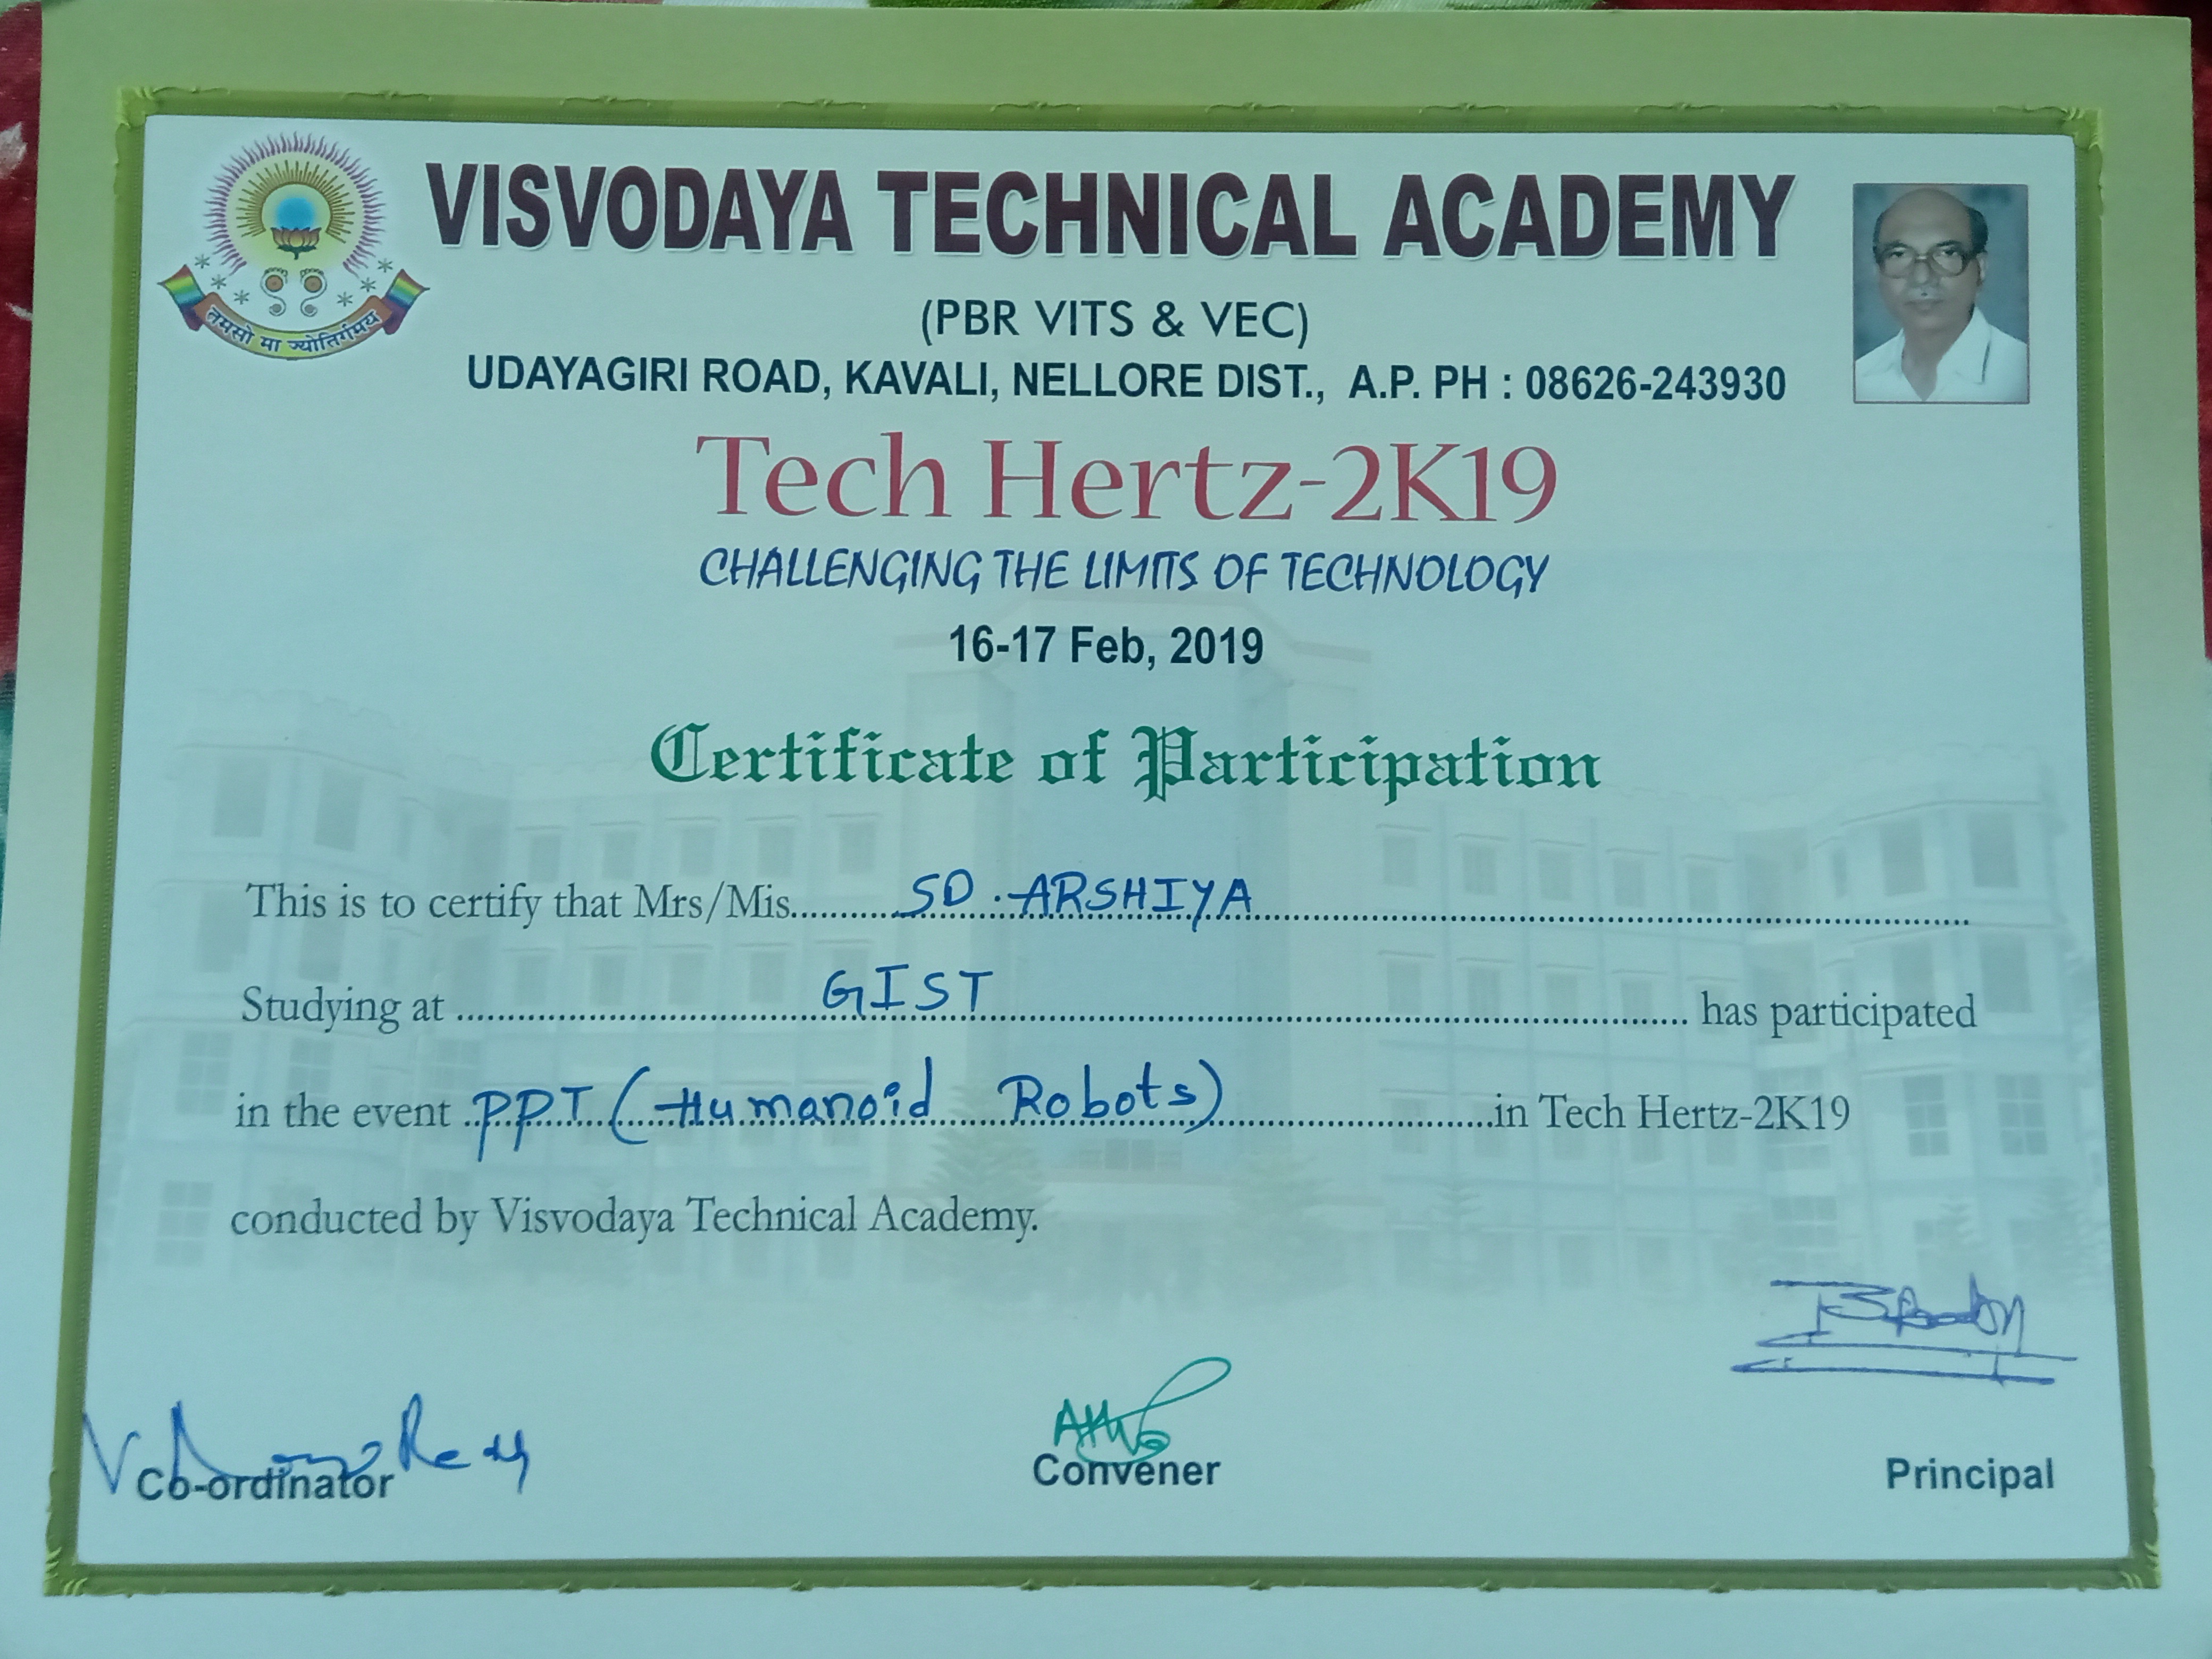 तमसो मा ज्योतिर्गमय
VISVODAYA TECHNICAL ACADEMY
(PBR VITS & VEC)
UDAYAGIRI ROAD, KAVALI, NELLORE DIST., A.P. PH : 08626-243930
Tech Hertz-2K19
CHALLENGING THE LIMITS OF TECHNOLOGY
16-17 Feb, 2019
Certificate of Participation
This is to certify that Mrs/Mis.......... SD. ARSHIYA ..........
Studying at .......... GIST .......... has participated
in the event PPT (Humanoid Robots) ..........in Tech Hertz-2K19
conducted by Visvodaya Technical Academy.
Co-ordinator
Convener
Principal